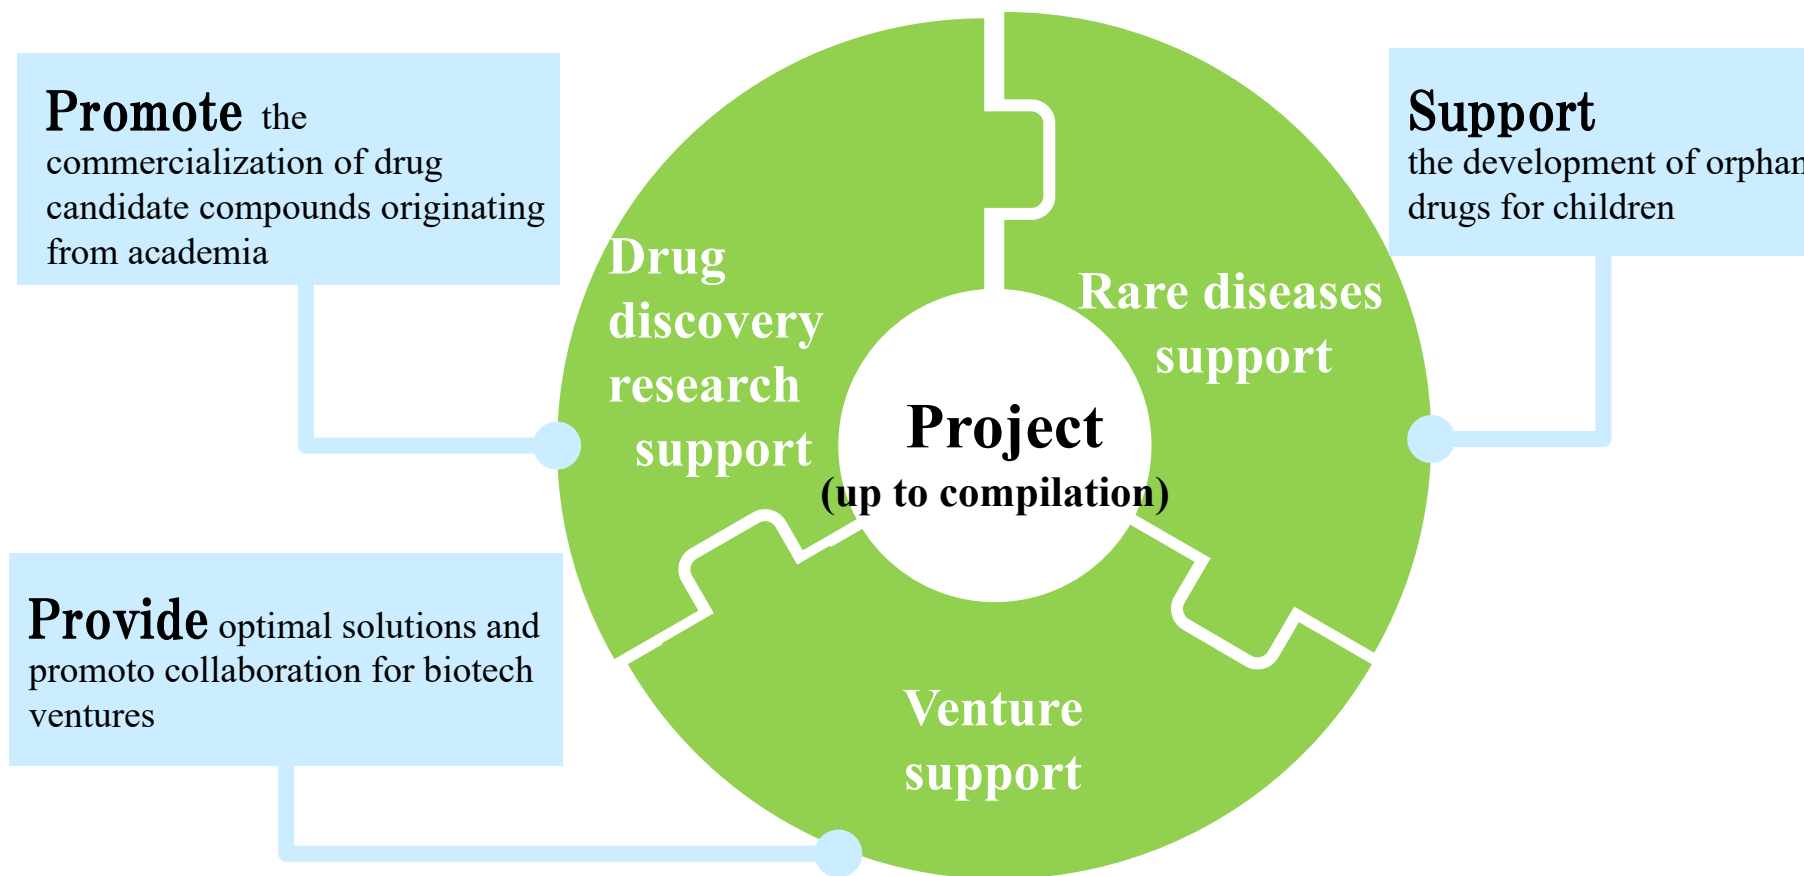 Promote the
commercialization of drug
candidate compounds originating
from academia
Support
the development of orphan
drugs for children
Drug
discovery
research
support
Rare diseases
support
Project
(up to compilation)
Provide optimal solutions and
promoto collaboration for biotech
ventures
Venture
support